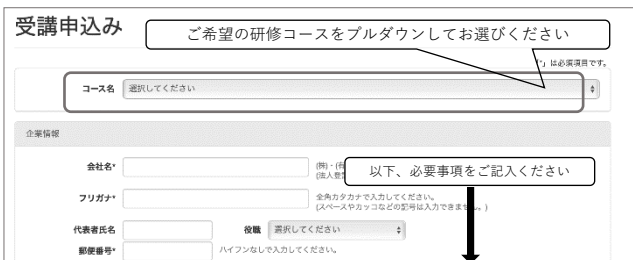 受講申込み
ご希望の研修コースをプルダウンしてお選びください
」は必須項目です。
コース名 選択してください
企業情報
会社名* (株)・(有
(法人登
以下、必要事項をご記入ください
フリガナ* 全角カタカナで入力してください。
(スペースやカッコなどの記号は入力できません。)
代表者氏名 役職 選択してください
郵便番号* ハイフンなしで入力してください。